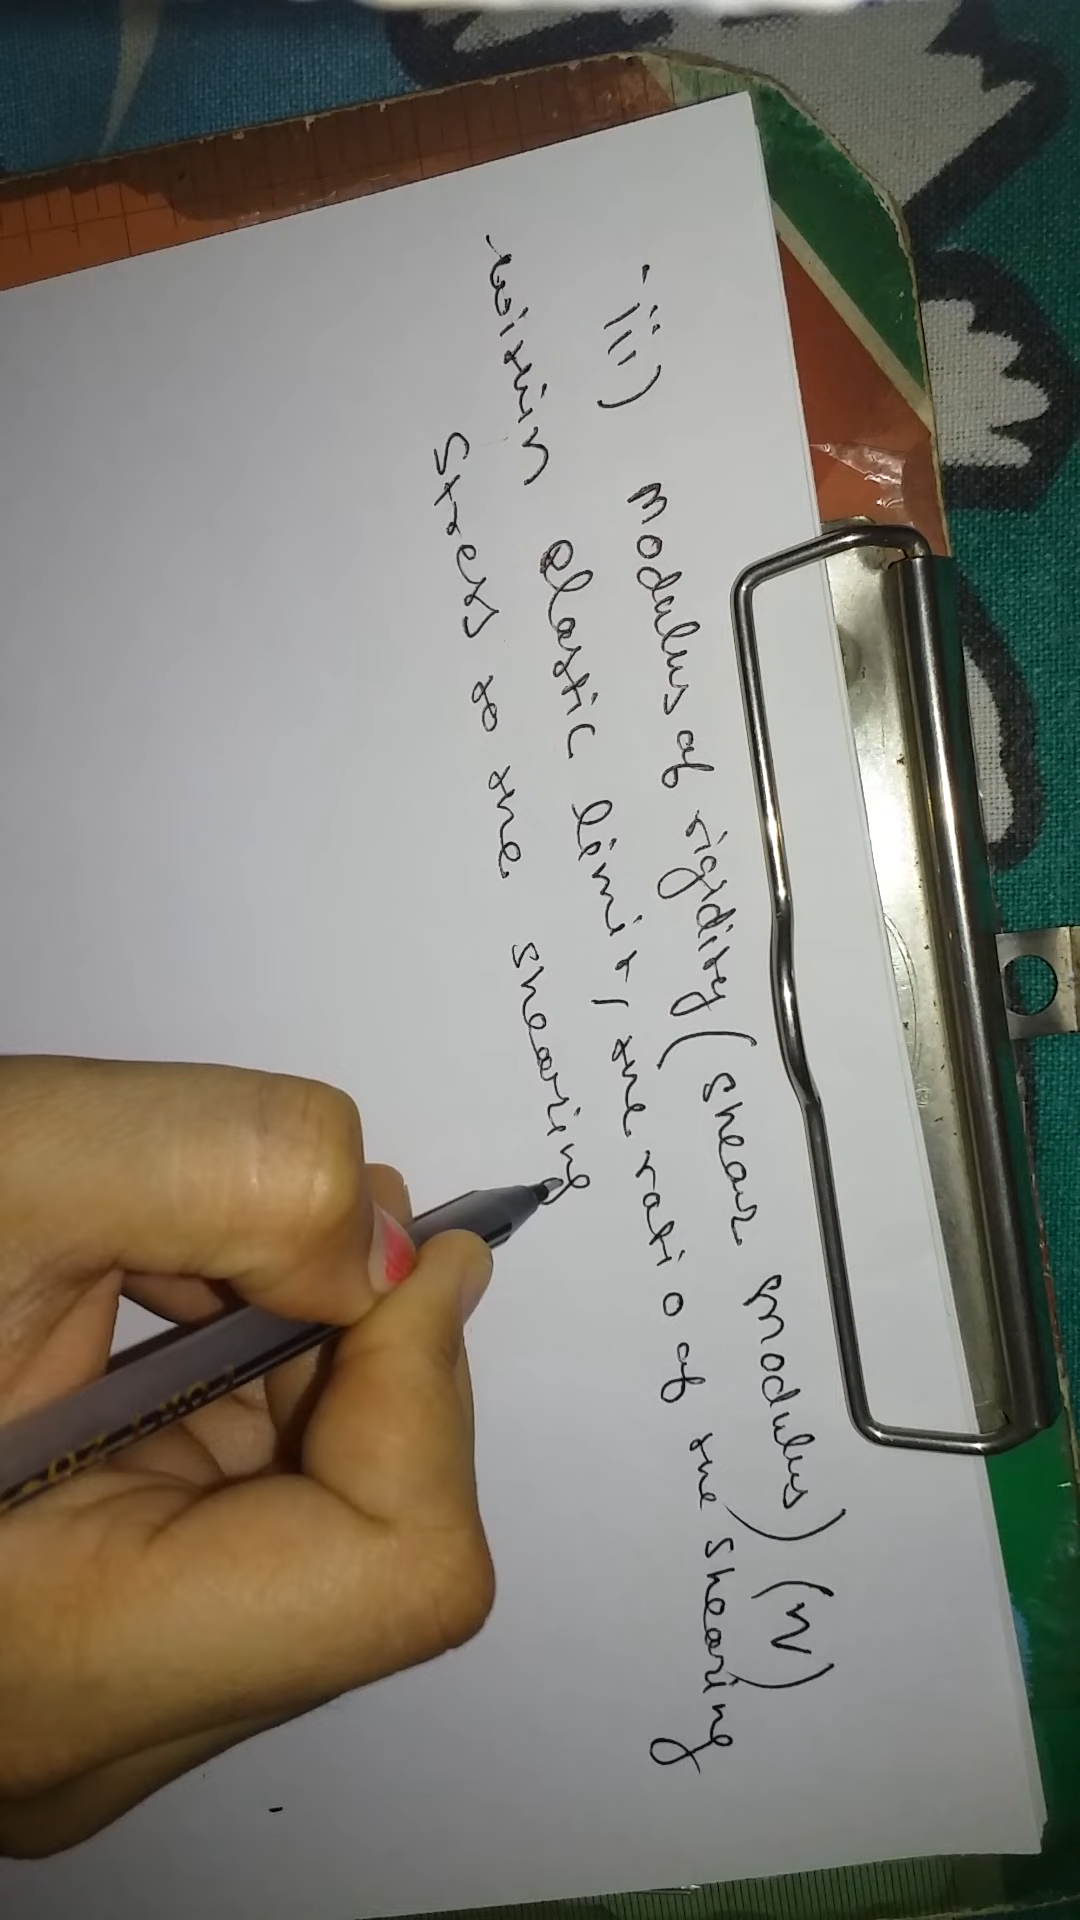 iii) Modulus of rigidity (shear modulus) (N)
within elastic limit, the ratio of the shearing
Stress to the shearing